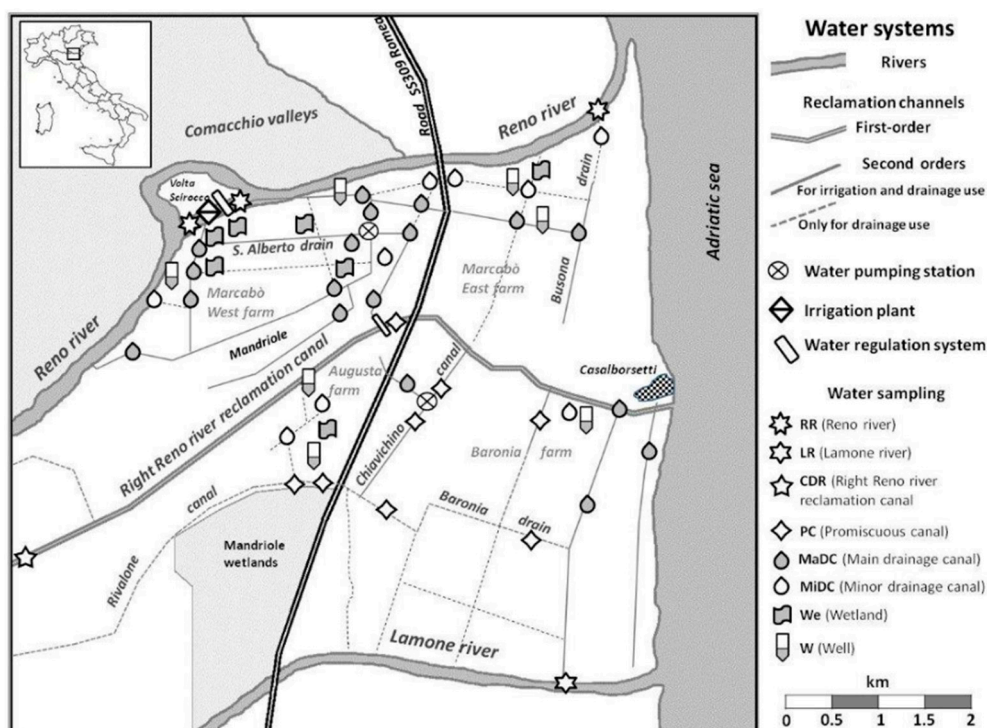 Comacchio valleys
Road SS309 Romea
Reno river
Volta
Scirocco
S. Alberto drain
drain
Busona
Marcabò
West farm
Marcabò
East farm
Adriatic sea
Reno river
Mandriole
Right Reno river reclamation canal
Augusta
farm
canal
Chiavichino
Casalborsetti
Baronia farm
Baronia drain
canal
Rivalone
Mandriole
wetlands
Lamone river
Water systems
Rivers
Reclamation channels
First-order
Second orders
For irrigation and drainage use
Only for drainage use
Water pumping station
Irrigation plant
Water regulation system
Water sampling
RR (Reno river)
LR (Lamone river)
CDR (Right Reno river
reclamation canal
PC (Promiscuous canal)
MaDC (Main drainage canal)
MiDC (Minor drainage canal)
We (Wetland)
W (Well)
km
0 0.5 1 1.5 2